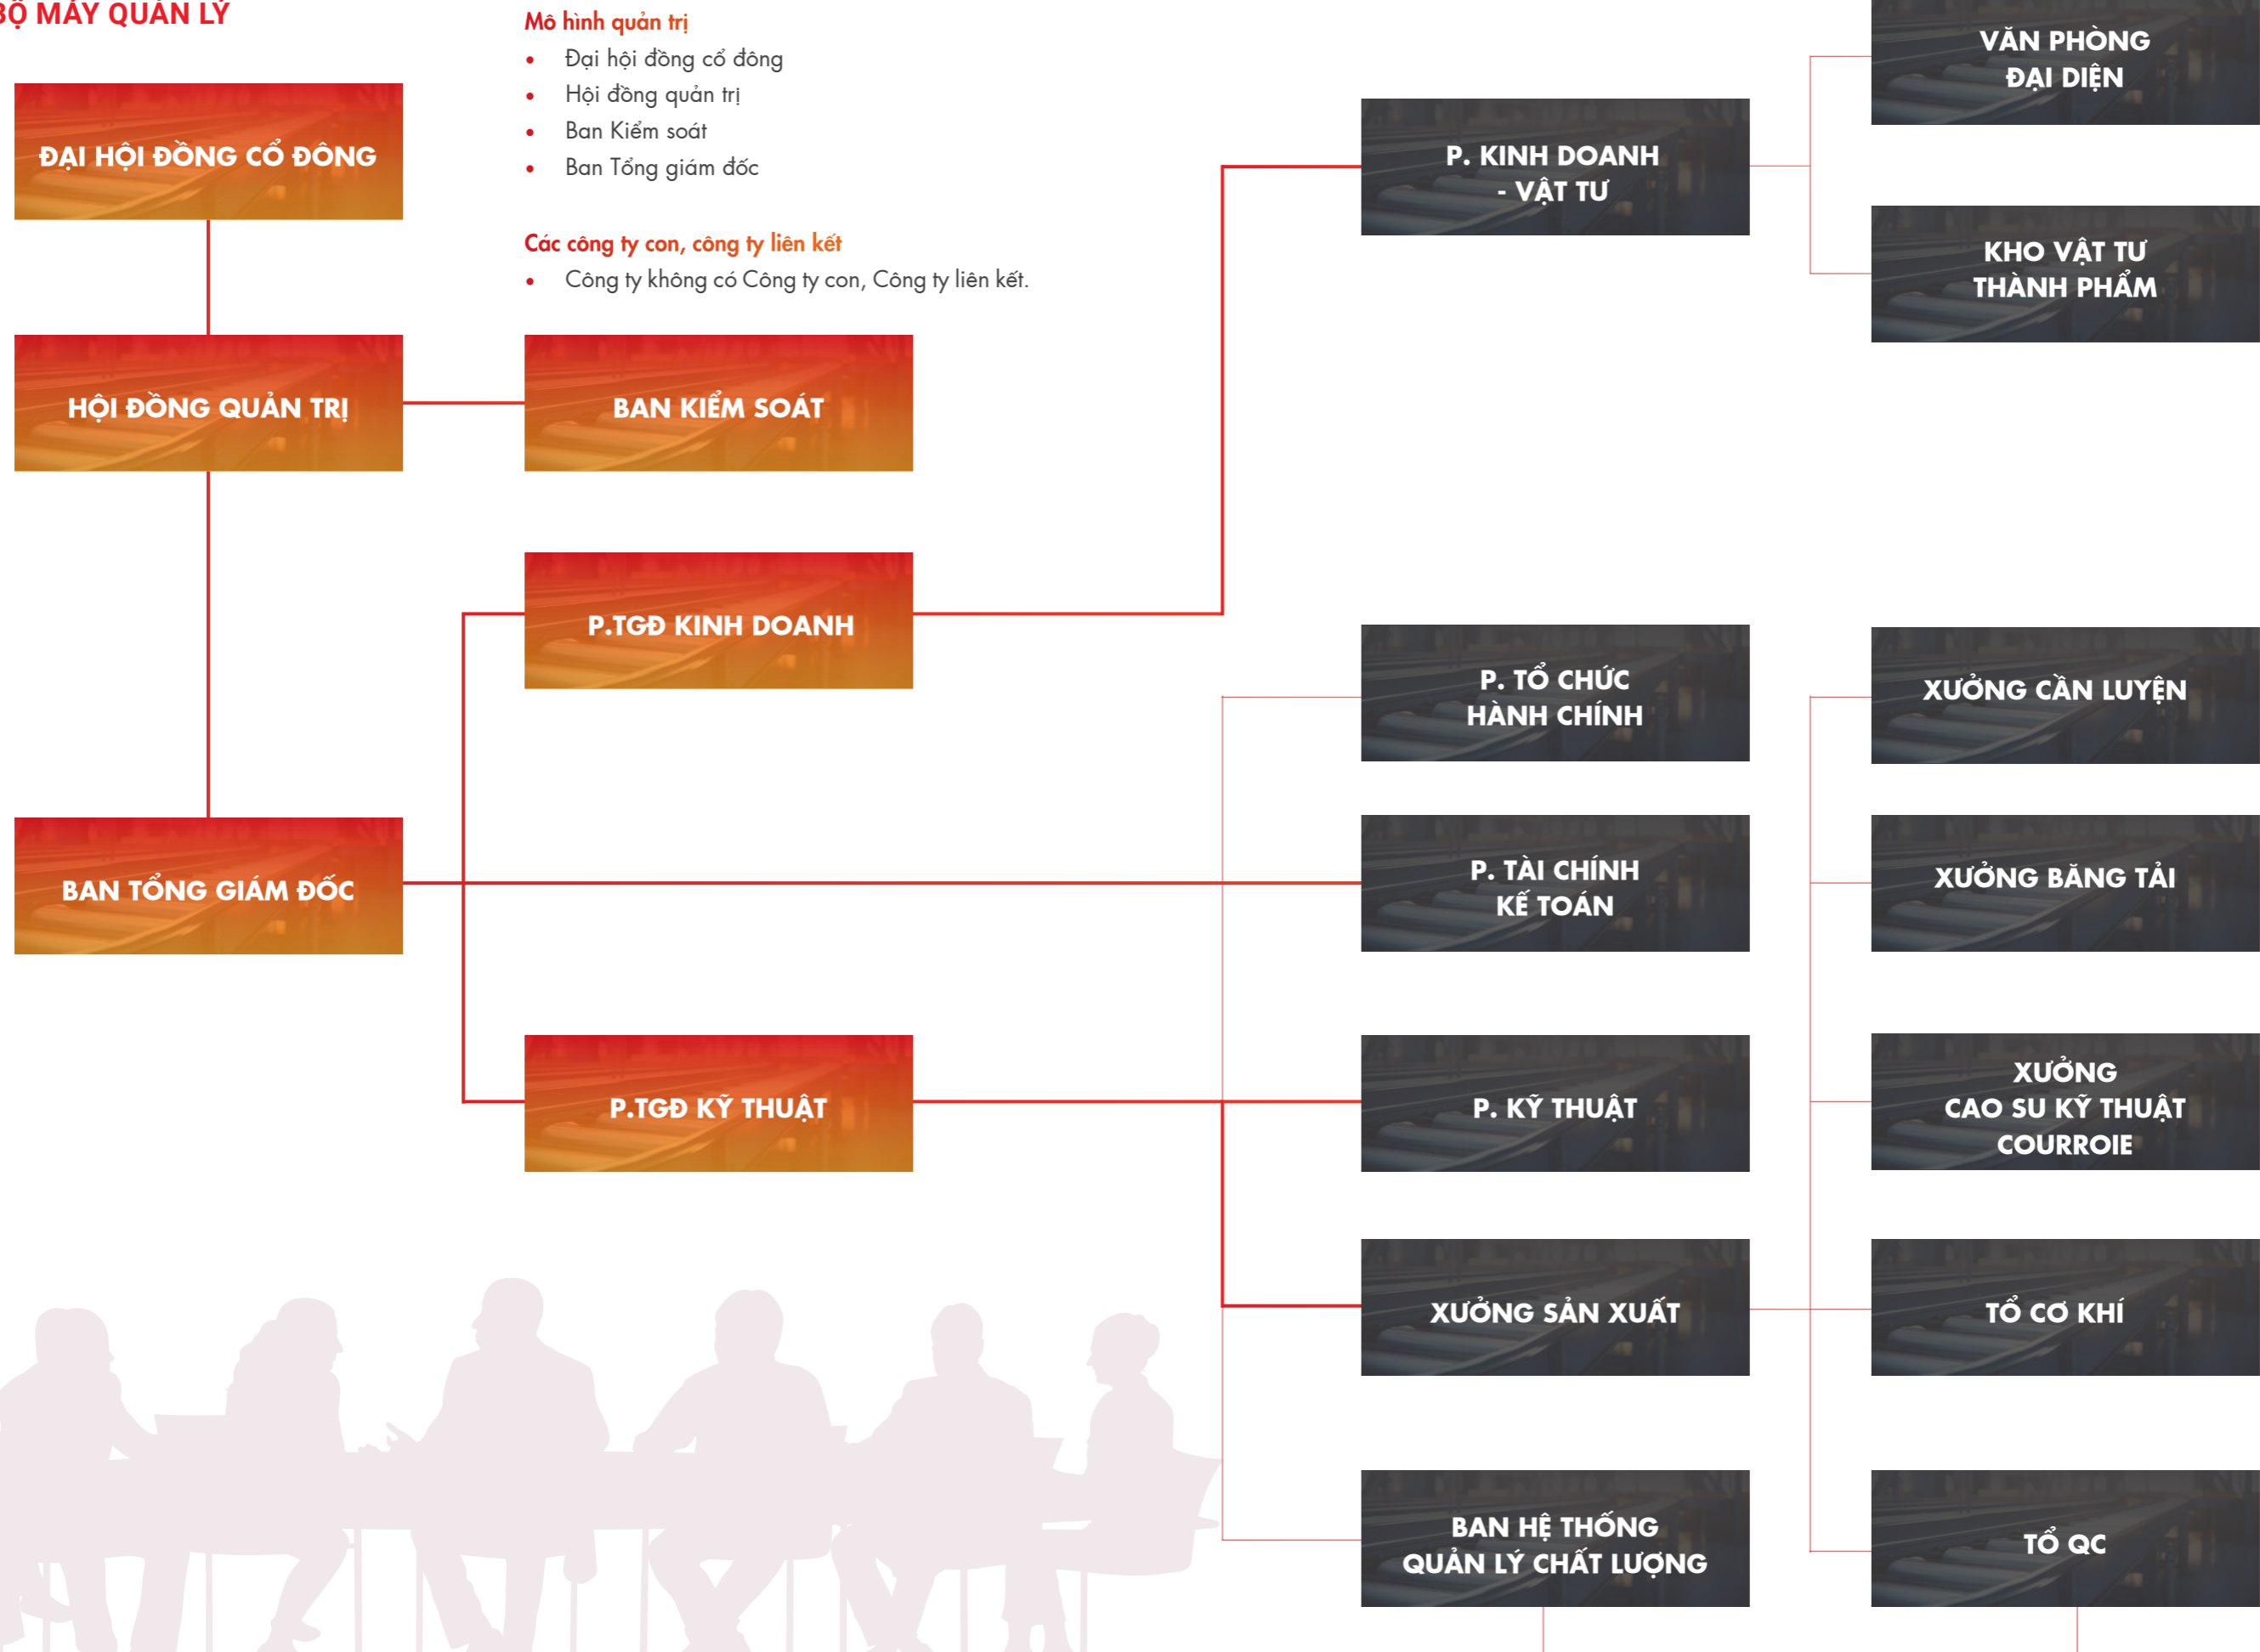 BỘ MÁY QUẢN LÝ
Mô hình quản trị
• Đại hội đồng cổ đông
• Hội đồng quản trị
• Ban Kiểm soát
• Ban Tổng giám đốc
Các công ty con, công ty liên kết
• Công ty không có Công ty con, Công ty liên kết.
ĐẠI HỘI ĐỒNG CỔ ĐÔNG
HỘI ĐỒNG QUẢN TRỊ
BAN KIỂM SOÁT
P.TGĐ KINH DOANH
BAN TỔNG GIÁM ĐỐC
P.TGĐ KỸ THUẬT
P. KINH DOANH
- VẬT TƯ
VĂN PHÒNG
ĐẠI DIỆN
KHO VẬT TƯ
THÀNH PHẨM
P. TỔ CHỨC
HÀNH CHÍNH
P. TÀI CHÍNH
KẾ TOÁN
P. KỸ THUẬT
XƯỞNG SẢN XUẤT
BAN HỆ THỐNG
QUẢN LÝ CHẤT LƯỢNG
XƯỞNG CẦN LUYỆN
XƯỞNG BĂNG TẢI
XƯỞNG
CAO SU KỸ THUẬT
COURROIE
TỔ CƠ KHÍ
TỔ QC